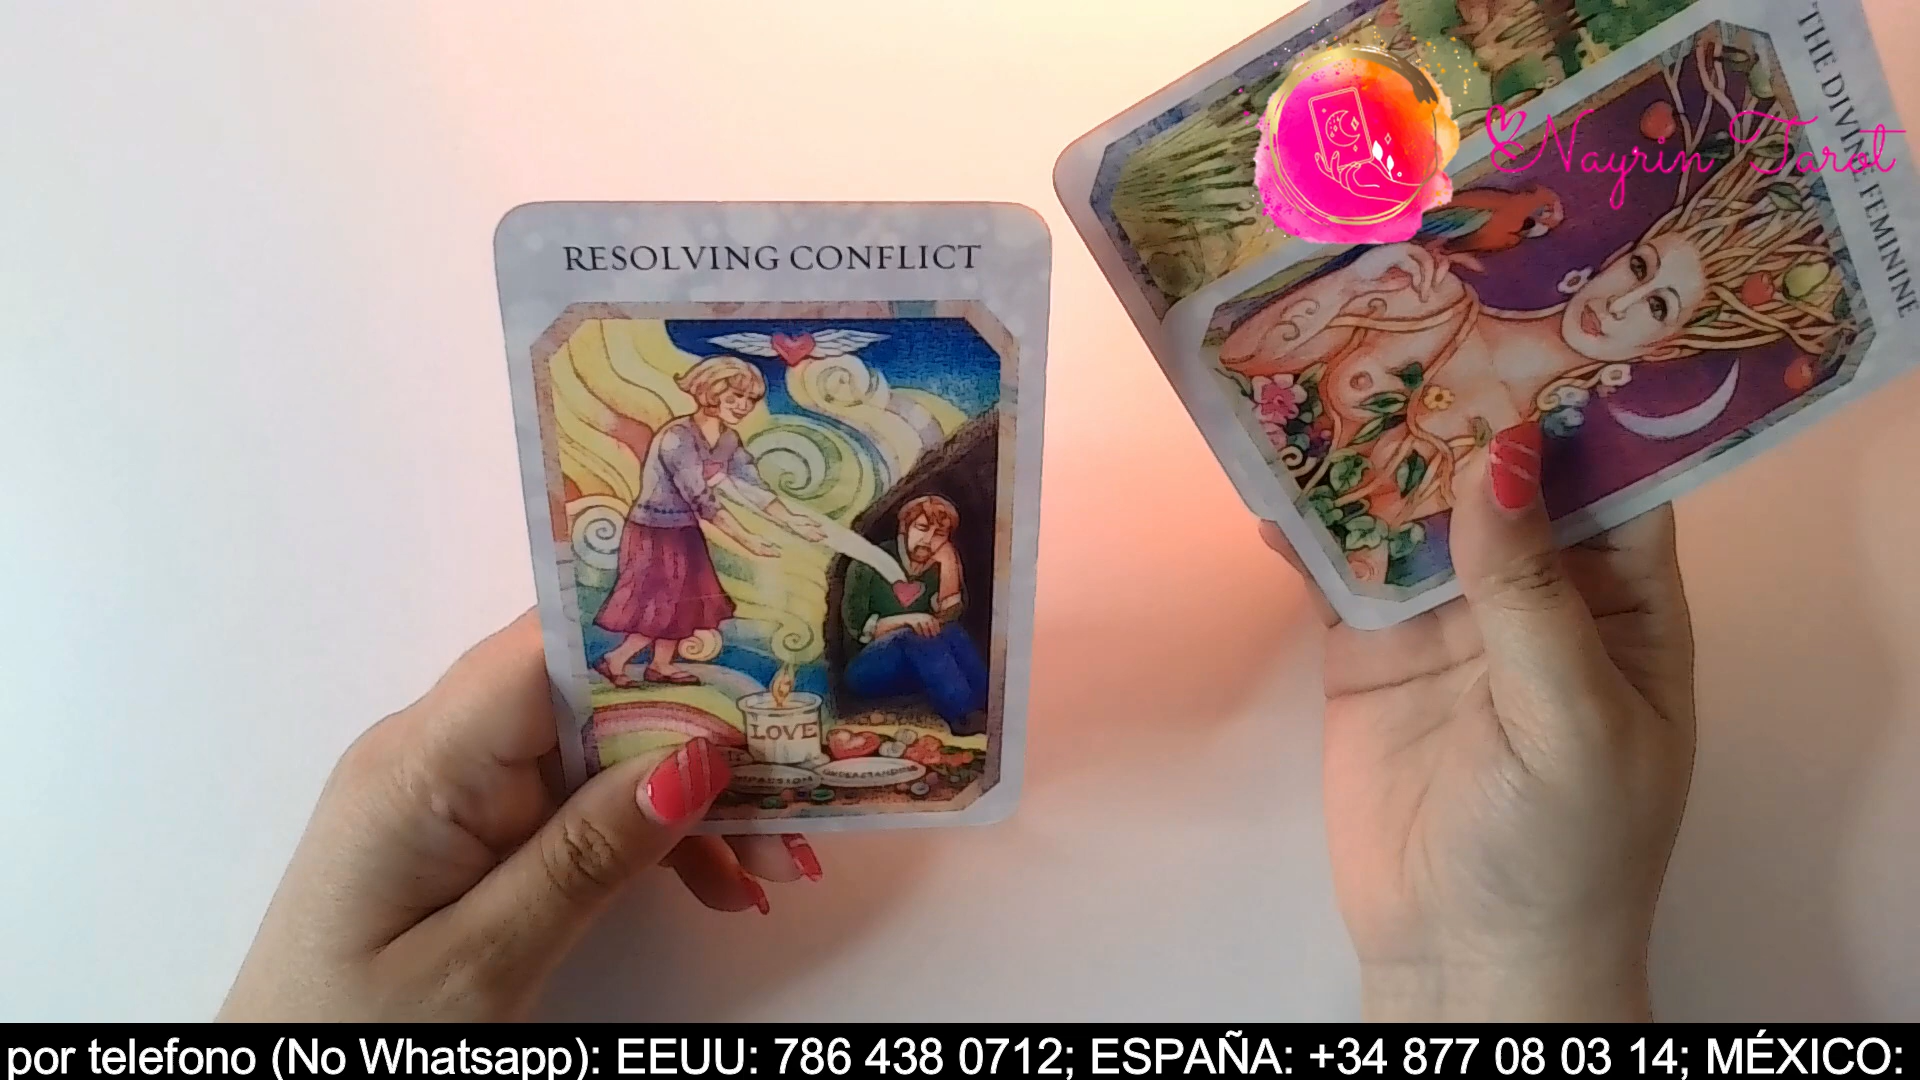 RESOLVING CONFLICT
THE DIVINE FEMININE
Nayrin Tarot
LOVE
UNDERSTANDING
por telefono (No Whatsapp): EEUU: 786 438 0712; ESPAÑA: +34 877 08 03 14; MÉXICO: